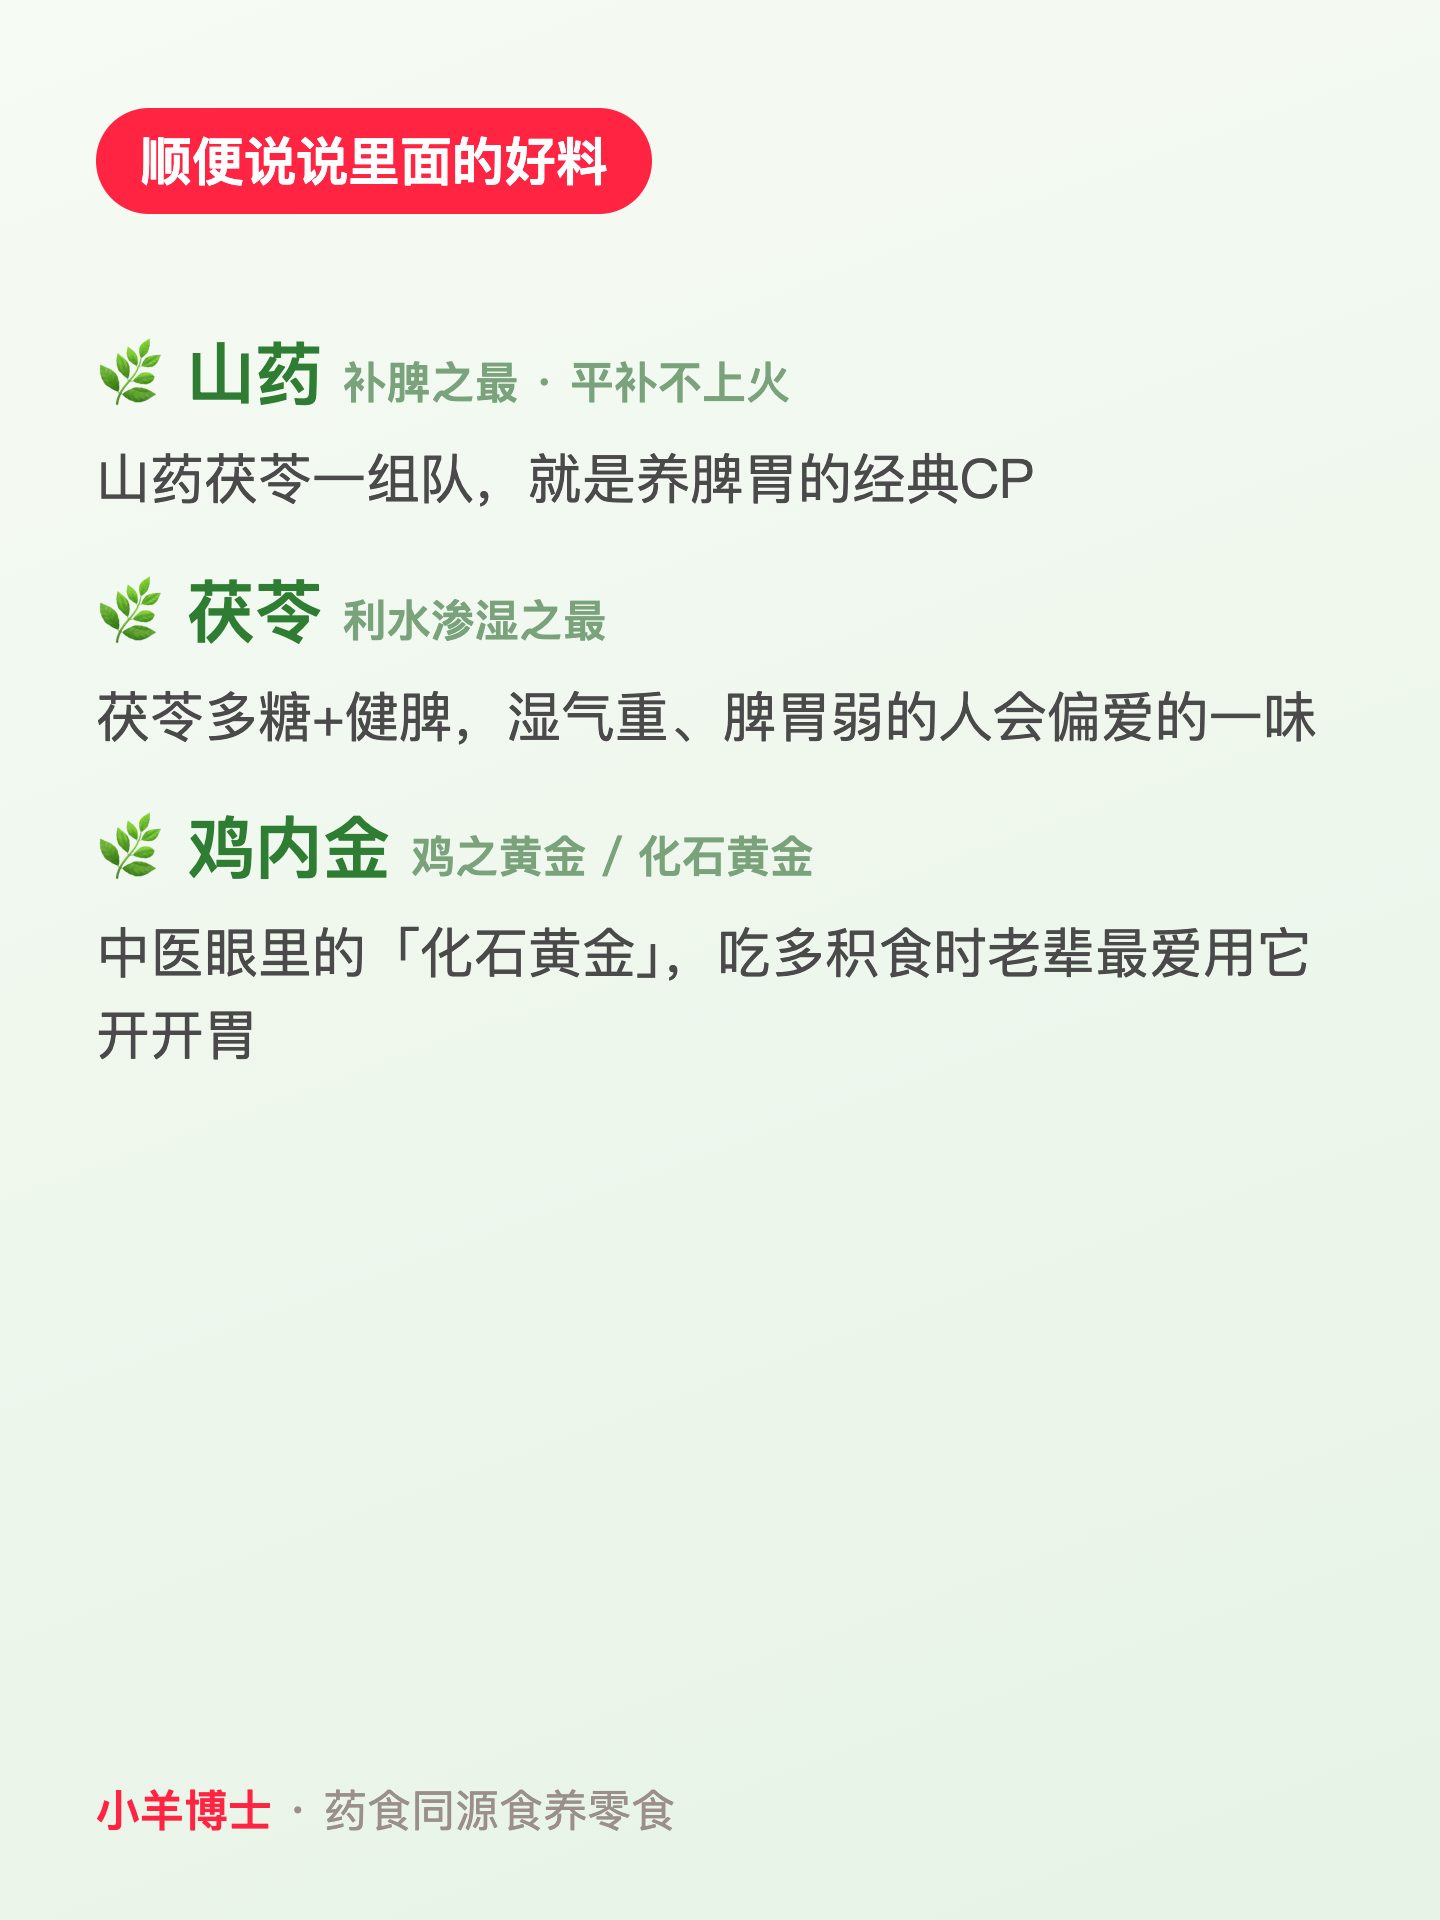 顺便说说里面的好料
🌿 山药 补脾之最 · 平补不上火
山药茯苓一组队，就是养脾胃的经典CP
🌿 茯苓 利水渗湿之最
茯苓多糖+健脾，湿气重、脾胃弱的人会偏爱的一味
🌿 鸡内金 鸡之黄金 / 化石黄金
中医眼里的「化石黄金」，吃多积食时老辈最爱用它
开开胃
小羊博士 · 药食同源食养零食